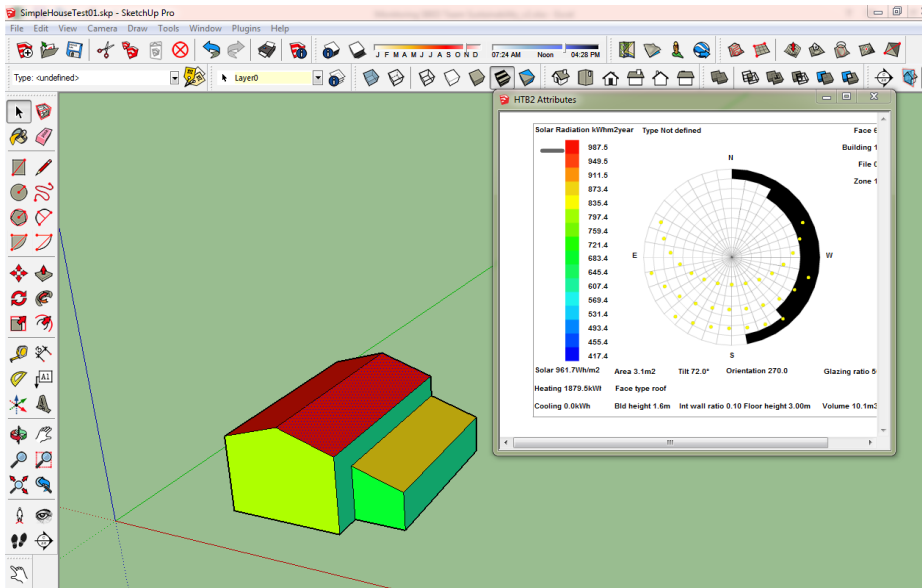 SimpleHouseTest01.skp - SketchUp Pro
File Edit View Camera Draw Tools Window Plugins Help
J F M A M J J A S O N D 07:24 AM Noon 04:28 PM
Type: <undefined> Layer0
HTB2 Attributes
Solar Radiation kWhm2year Type Not defined Face 6
987.5 Building 1
949.5 N File 0
911.5 Zone 1
873.4
835.4
797.4
759.4
721.4
683.4 E W
645.4
607.4
569.4
531.4
493.4
455.4 S
417.4
Solar 961.7Wh/m2 Area 3.1m2 Tilt 72.0° Orientation 270.0 Glazing ratio
Heating 1879.5kWl Face type roof
Cooling 0.0kWh Bld height 1.6m Int wall ratio 0.10 Floor height 3.00m Volume 10.1m3
A1